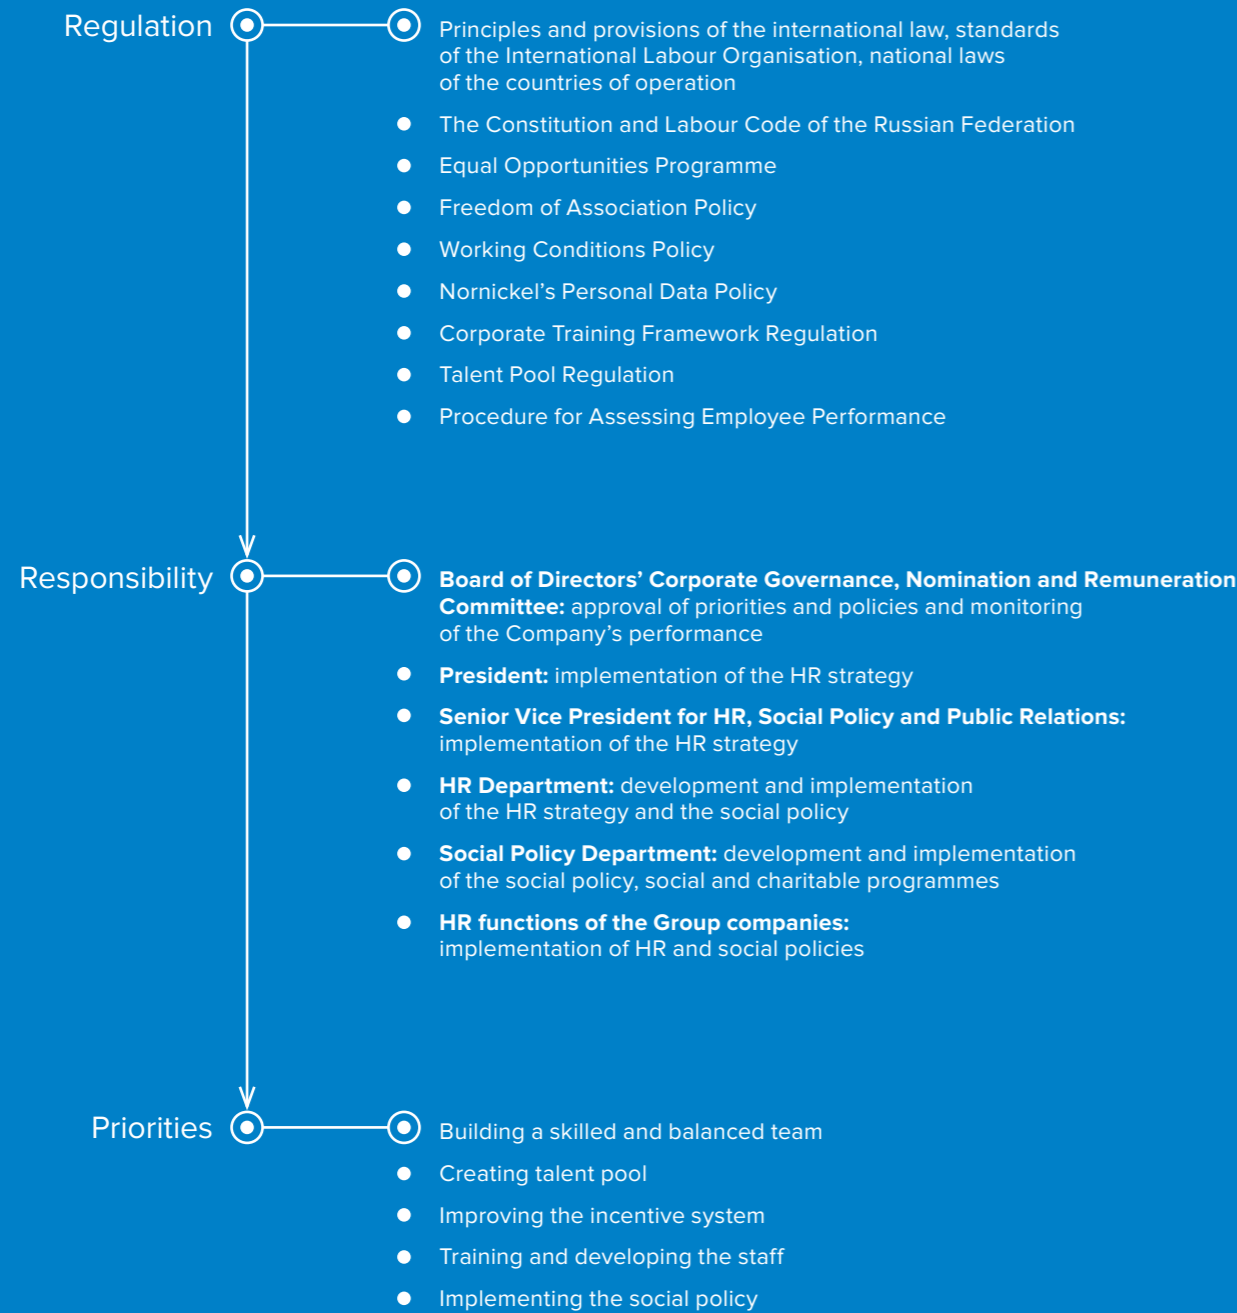 Regulation
Principles and provisions of the international law, standards
of the International Labour Organisation, national laws
of the countries of operation
The Constitution and Labour Code of the Russian Federation
Equal Opportunities Programme
Freedom of Association Policy
Working Conditions Policy
Nornickel’s Personal Data Policy
Corporate Training Framework Regulation
Talent Pool Regulation
Procedure for Assessing Employee Performance
Responsibility
Board of Directors’ Corporate Governance, Nomination and Remuneration
Committee: approval of priorities and policies and monitoring
of the Company’s performance
President: implementation of the HR strategy
Senior Vice President for HR, Social Policy and Public Relations:
implementation of the HR strategy
HR Department: development and implementation
of the HR strategy and the social policy
Social Policy Department: development and implementation
of the social policy, social and charitable programmes
HR functions of the Group companies:
implementation of HR and social policies
Priorities
Building a skilled and balanced team
Creating talent pool
Improving the incentive system
Training and developing the staff
Implementing the social policy